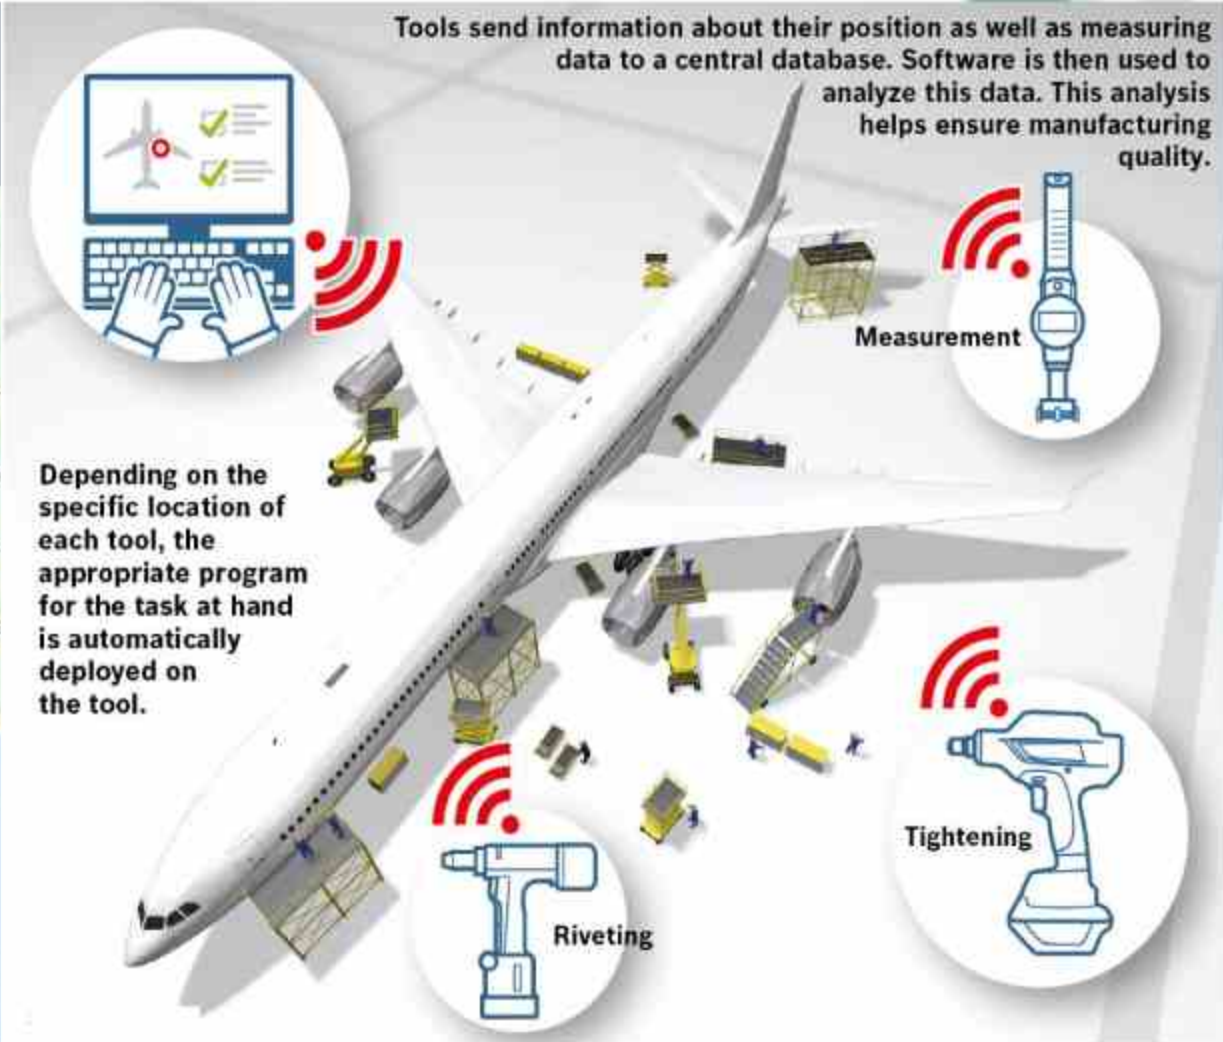 Tools send information about their position as well as measuring
data to a central database. Software is then used to
analyze this data. This analysis
helps ensure manufacturing
quality.
Measurement
Depending on the
specific location of
each tool, the
appropriate program
for the task at hand
is automatically
deployed on
the tool.
Tightening
Riveting